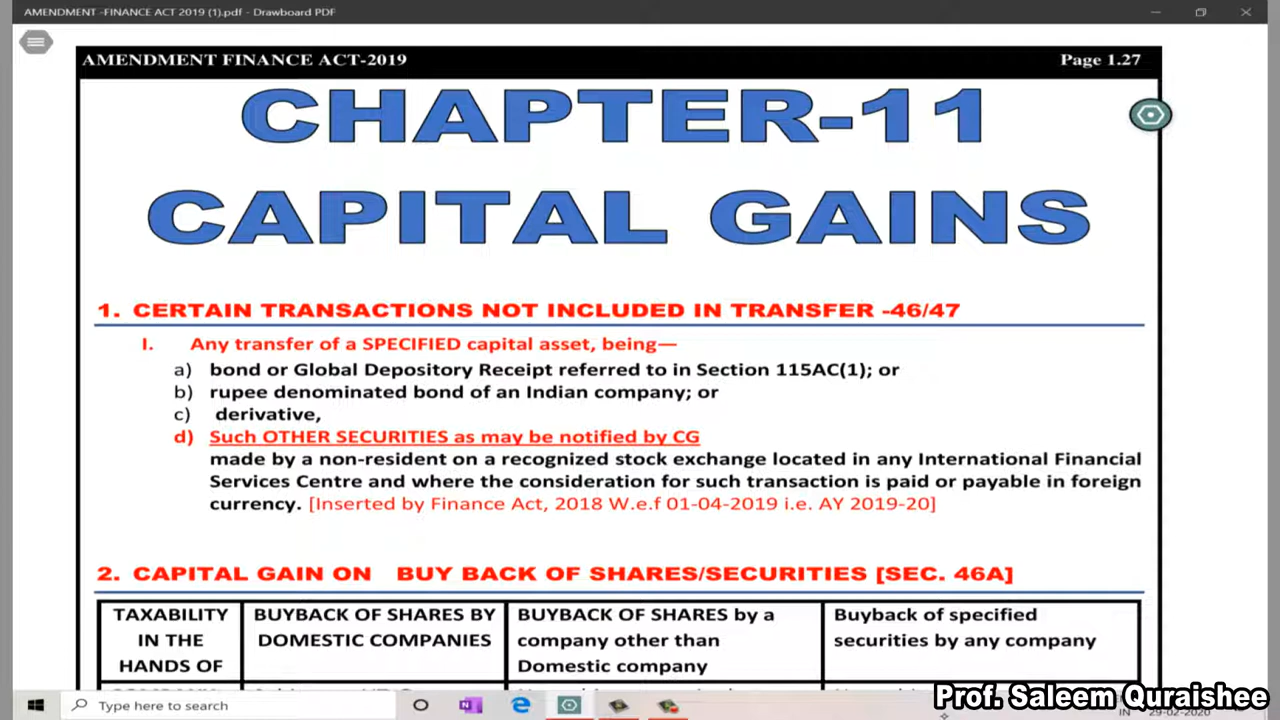 AMENDMENT -FINANCE ACT 2019 (1).pdf - Drawboard PDF
AMENDMENT FINANCE ACT-2019 Page 1.27
CHAPTER-11
CAPITAL GAINS
1. CERTAIN TRANSACTIONS NOT INCLUDED IN TRANSFER -46/47
I. Any transfer of a SPECIFIED capital asset, being—
a) bond or Global Depository Receipt referred to in Section 115AC(1); or
b) rupee denominated bond of an Indian company; or
c) derivative,
d) Such OTHER SECURITIES as may be notified by CG
made by a non-resident on a recognized stock exchange located in any International Financial
Services Centre and where the consideration for such transaction is paid or payable in foreign
currency. [Inserted by Finance Act, 2018 W.e.f 01-04-2019 i.e. AY 2019-20]
2. CAPITAL GAIN ON BUY BACK OF SHARES/SECURITIES [SEC. 46A]
TAXABILITY
IN THE
HANDS OF
BUYBACK OF SHARES BY
DOMESTIC COMPANIES
BUYBACK OF SHARES by a
company other than
Domestic company
Buyback of specified
securities by any company
Type here to search
Prof. Saleem Quraishee
IN 29-02-2020